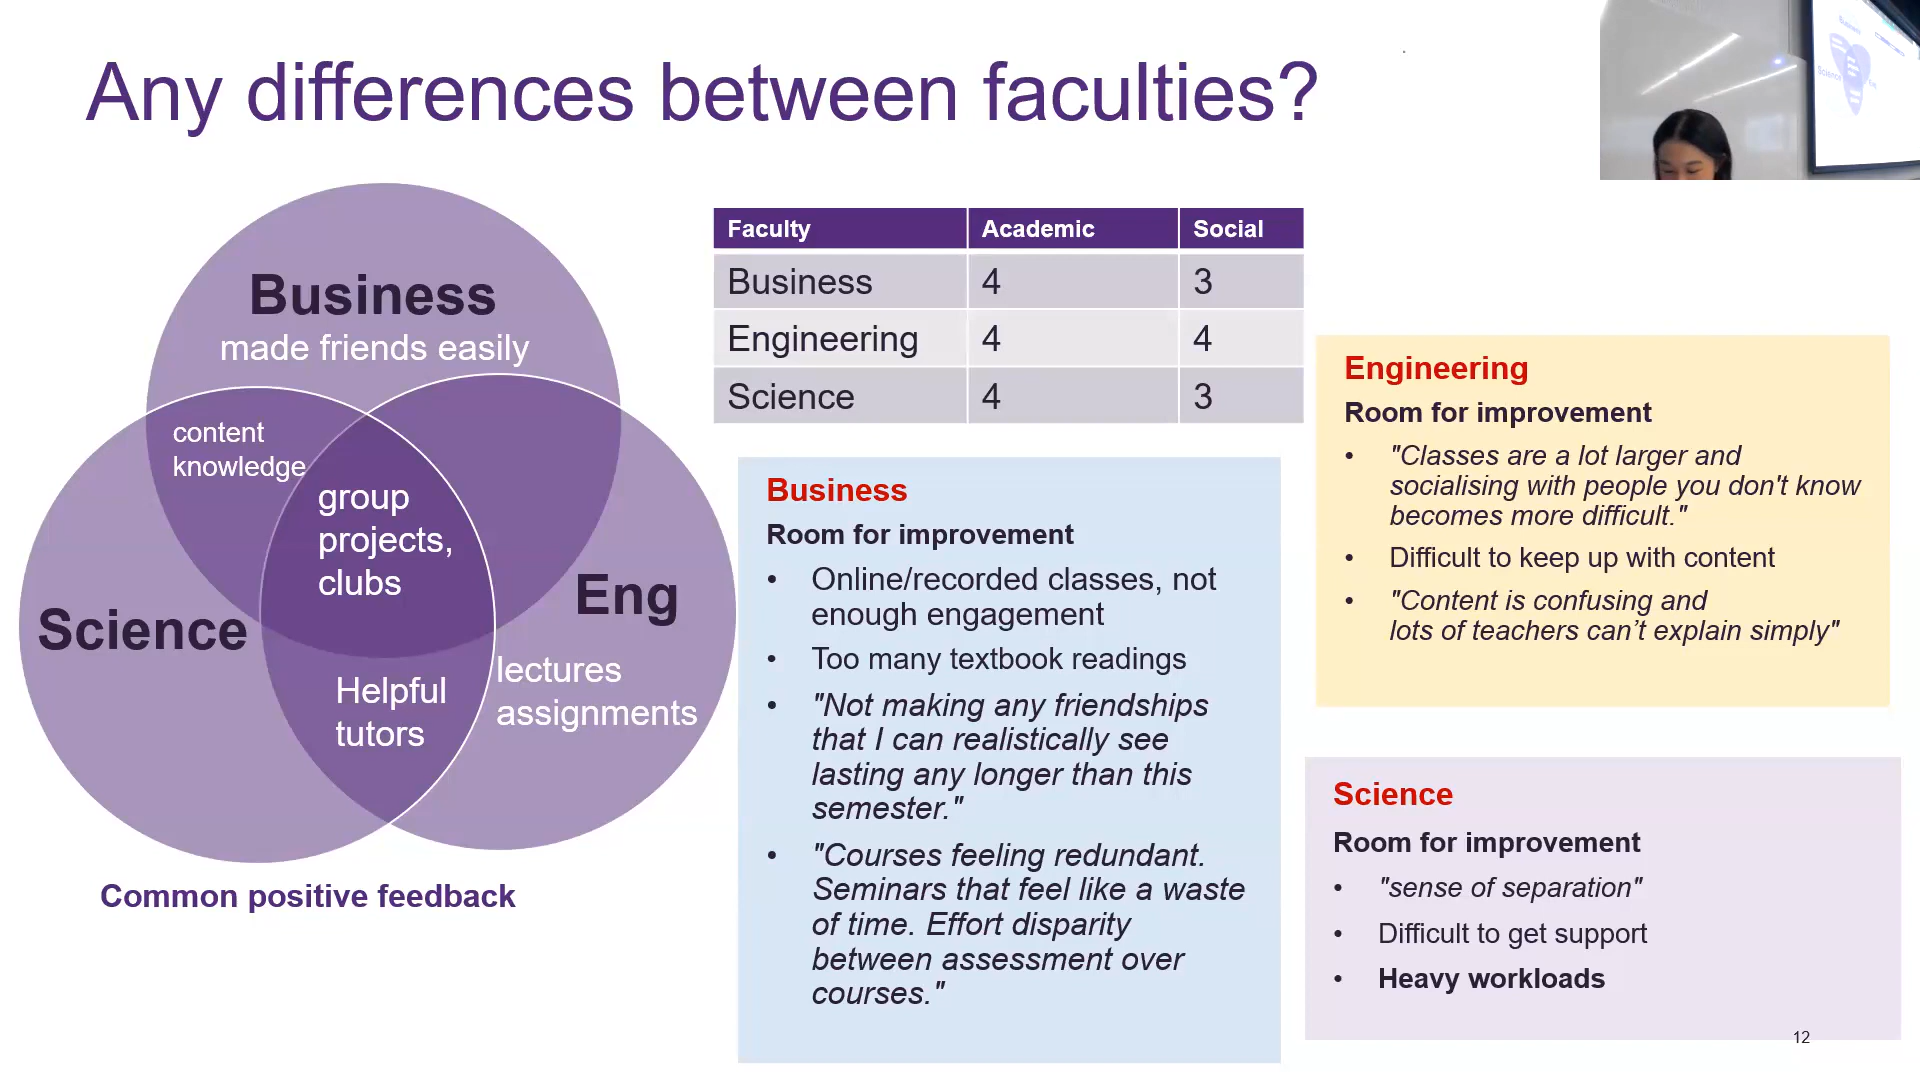 Any differences between faculties?
Business
made friends easily
content
knowledge
group
projects,
clubs
Science
Eng
Helpful
tutors
lectures
assignments
Common positive feedback
Faculty Academic Social
Business 4 3
Engineering 4 4
Science 4 3
Business
Room for improvement
• Online/recorded classes, not
enough engagement
• Too many textbook readings
• "Not making any friendships
that I can realistically see
lasting any longer than this
semester."
• "Courses feeling redundant.
Seminars that feel like a waste
of time. Effort disparity
between assessment over
courses."
Engineering
Room for improvement
• "Classes are a lot larger and
socialising with people you don't know
becomes more difficult."
• Difficult to keep up with content
• "Content is confusing and
lots of teachers can’t explain simply"
Science
Room for improvement
• "sense of separation"
• Difficult to get support
• Heavy workloads
12